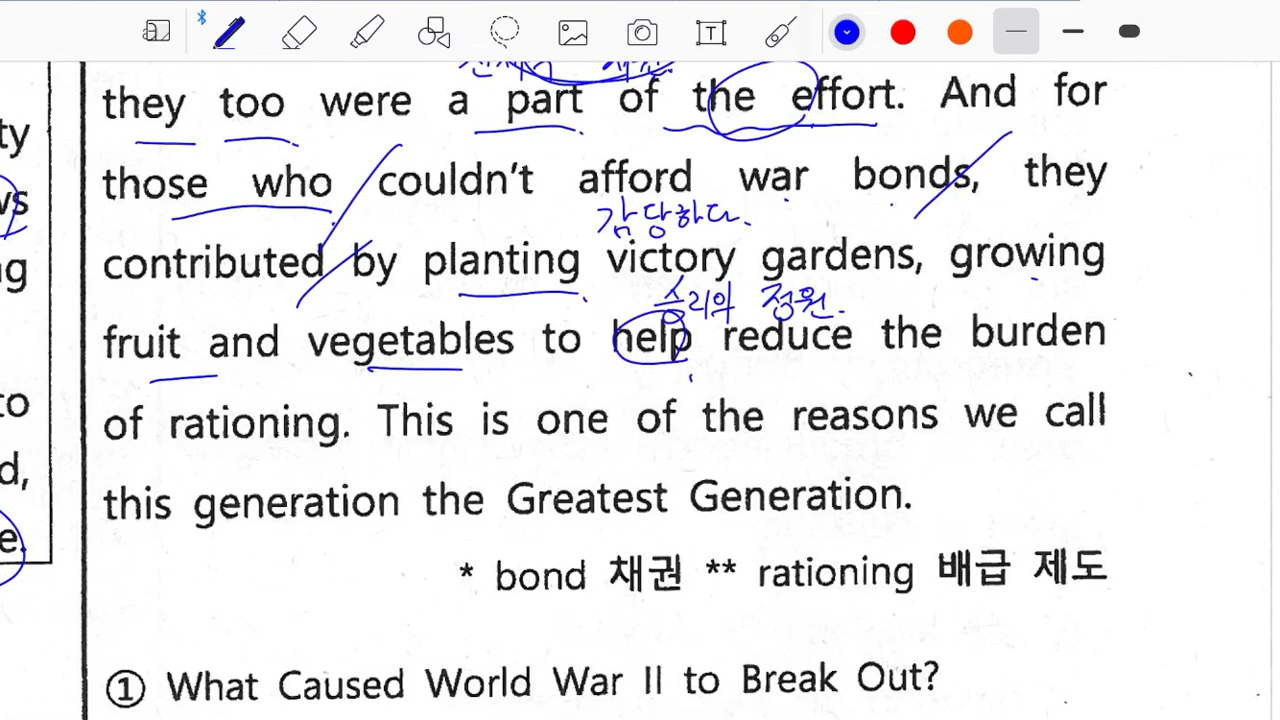 they too were a part of the effort. And for
ty
those who couldn't afford war bonds, they
감당하다.
contributed by planting victory gardens, growing
ng
승리의 정원.
fruit and vegetables to help reduce the burden
to
of rationing. This is one of the reasons we call
d,
this generation the Greatest Generation.
e.
* bond 채권 ** rationing 배급 제도
① What Caused World War II to Break Out?